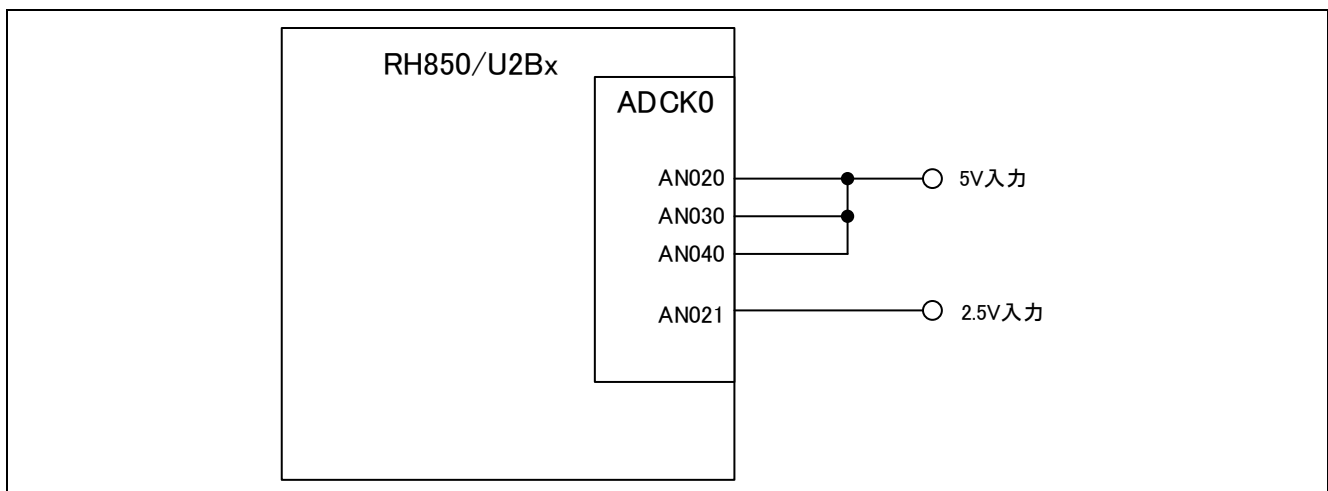 RH850/U2Bx
ADCK0
AN020
5V入力
AN030
AN040
AN021
2.5V入力